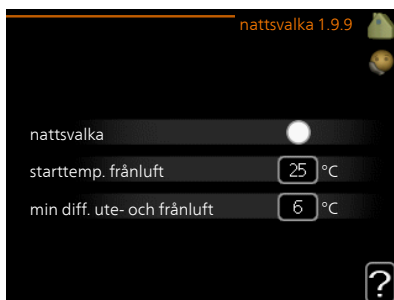 nattsvalka 1.9.9
nattsvalka
starttemp. frånluft 25 °C
min diff. ute- och frånluft 6 °C
?